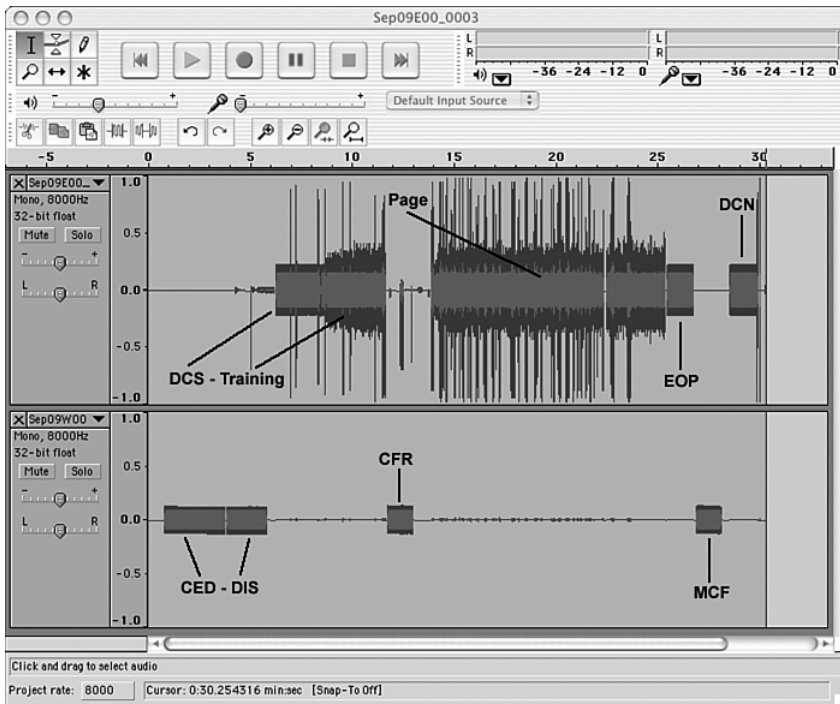 Sep09E00_0003
L
R
-36 -24 -12 0
L
R
-36 -24 -12 0
- +
- +
Default Input Source
-5 0 5 10 15 20 25 30
Sep09E00_
Mono, 8000Hz
32-bit float
Mute Solo
- +
L R
1.0
0.5
0.0
-0.5
-1.0
Page
DCN
DCS - Training
EOP
Sep09W00
Mono, 8000Hz
32-bit float
Mute Solo
- +
L R
1.0
0.5
0.0
-0.5
-1.0
CFR
CED - DIS
MCF
Click and drag to select audio
Project rate: 8000 Cursor: 0:30.254316 min:sec [Snap-To Off]